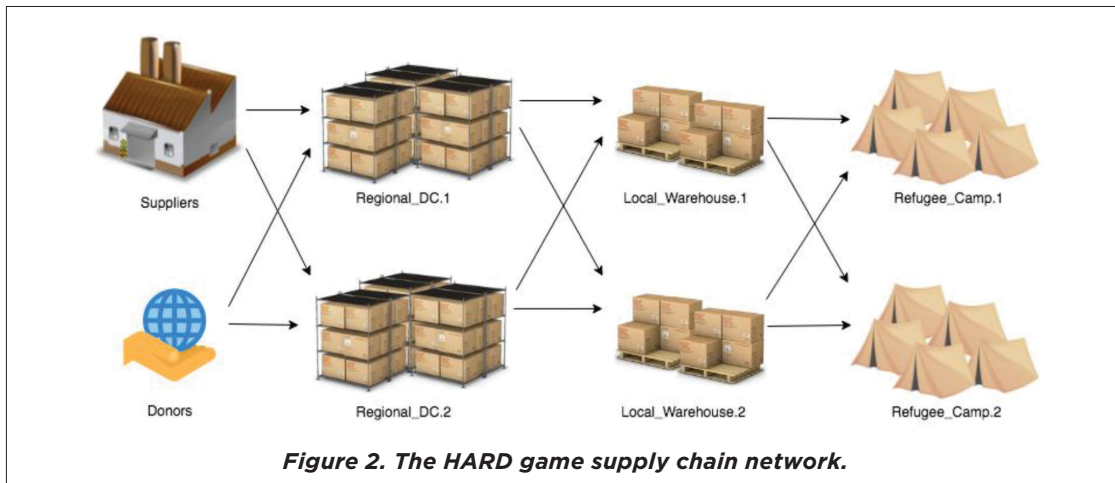 Suppliers
Regional_DC.1
Local_Warehouse.1
Refugee_Camp.1
Donors
Regional_DC.2
Local_Warehouse.2
Refugee_Camp.2
Figure 2. The HARD game supply chain network.